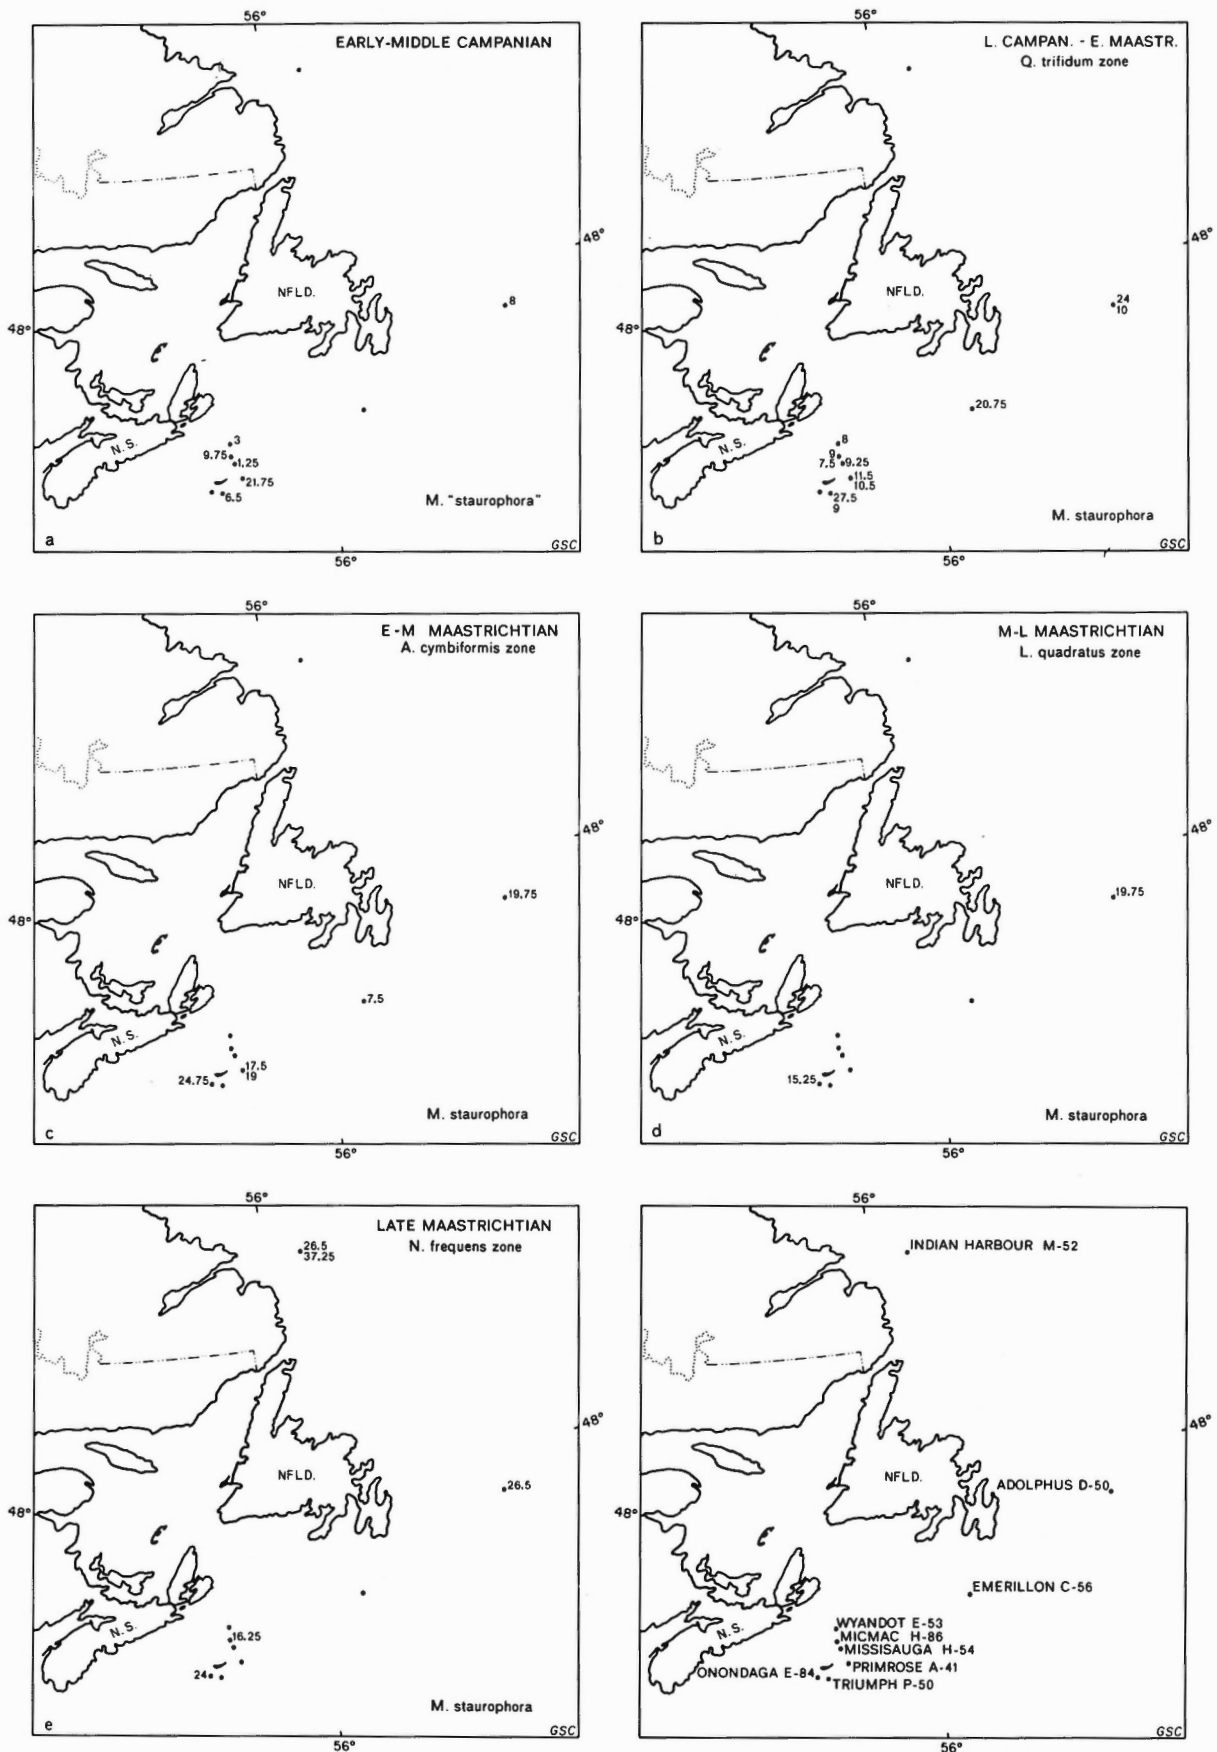 56°
EARLY-MIDDLE CAMPANIAN
48°
NFLD.
8
48°
N.S.
3
9.75
1.25
21.75
6.5
M. "staurophora"
a
GSC
56°
56°
L. CAMPAN. - E. MAASTR.
Q. trifidum zone
48°
NFLD.
24
10
48°
20.75
N.S.
8
9
7.5 9.25
11.5
10.5
27.5
9
M. staurophora
b
GSC
56°
56°
E-M MAASTRICHTIAN
A. cymbiformis zone
48°
NFLD.
19.75
48°
7.5
N.S.
17.5
19
24.75
M. staurophora
c
GSC
56°
56°
M-L MAASTRICHTIAN
L. quadratus zone
48°
NFLD.
19.75
48°
N.S.
15.25
M. staurophora
d
GSC
56°
56°
LATE MAASTRICHTIAN
N. frequens zone
26.5
37.25
48°
NFLD.
26.5
48°
N.S.
16.25
24
M. staurophora
e
GSC
56°
56°
INDIAN HARBOUR M-52
48°
NFLD.
ADOLPHUS D-50
48°
EMERILLON C-56
N.S.
WYANDOT E-53
MICMAC H-86
MISSISAUGA H-54
PRIMROSE A-41
ONONDAGA E-84
TRIUMPH P-50
GSC
56°